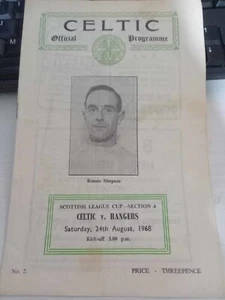 CELTIC
Official Programme
Ronnie Simpson
SCOTTISH LEAGUE CUP—SECTION 4
CELTIC v. RANGERS
Saturday, 24th August, 1968
Kick-off 3.00 p.m.
No. 2
PRICE - THREEPENCE